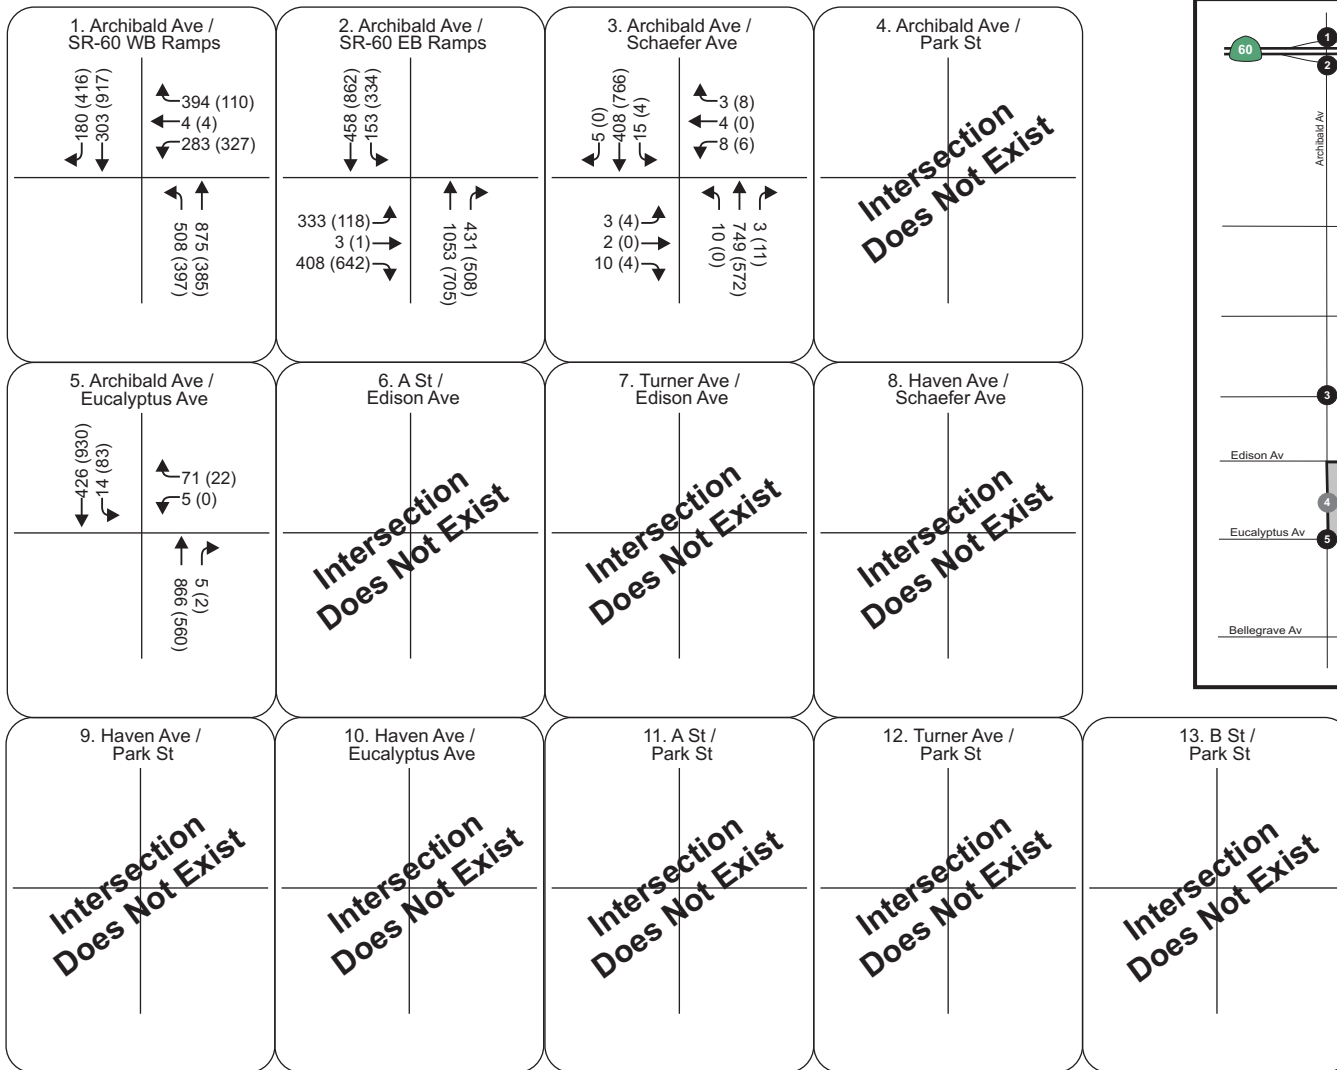 1. Archibald Ave /
SR-60 WB Ramps
180 (416)
303 (917)
394 (110)
4 (4)
283 (327)
508 (397)
875 (385)
2. Archibald Ave /
SR-60 EB Ramps
458 (862)
153 (334)
333 (118)
3 (1)
408 (642)
1053 (705)
431 (508)
3. Archibald Ave /
Schaefer Ave
5 (0)
408 (766)
15 (4)
3 (8)
4 (0)
8 (6)
3 (4)
2 (0)
10 (4)
10 (0)
749 (572)
3 (11)
4. Archibald Ave /
Park St
Intersection
Does Not Exist
5. Archibald Ave /
Eucalyptus Ave
426 (930)
14 (83)
71 (22)
5 (0)
866 (560)
5 (2)
6. A St /
Edison Ave
Intersection
Does Not Exist
7. Turner Ave /
Edison Ave
Intersection
Does Not Exist
8. Haven Ave /
Schaefer Ave
Intersection
Does Not Exist
9. Haven Ave /
Park St
Intersection
Does Not Exist
10. Haven Ave /
Eucalyptus Ave
Intersection
Does Not Exist
11. A St /
Park St
Intersection
Does Not Exist
12. Turner Ave /
Park St
Intersection
Does Not Exist
13. B St /
Park St
Intersection
Does Not Exist
60
1
2
Archibald Av
3
Edison Av
4
Eucalyptus Av
5
Bellegrave Av